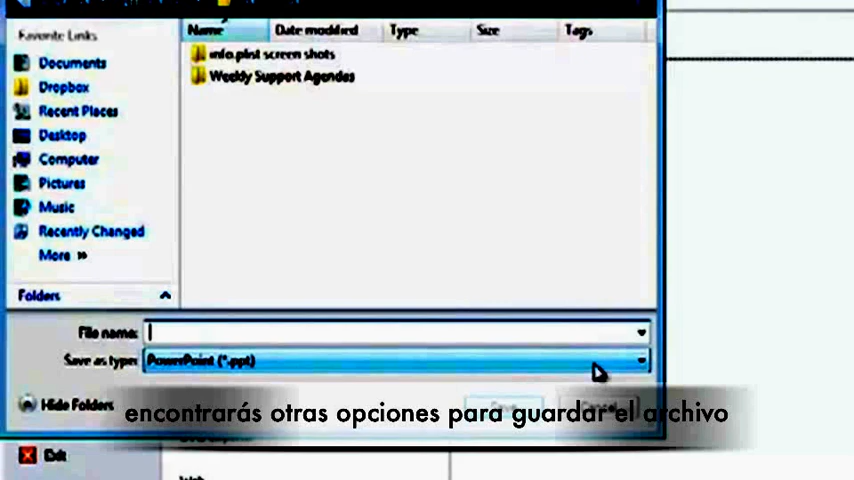 Favorite Links
Name Date modified Type Size Tags
info.plist screen shots
Weekly Support Agendas
Documents
Dropbox
Recent Places
Desktop
Computer
Pictures
Music
Recently Changed
More »
Folders
File name:
Save as type: PowerPoint (*.ppt)
Hide Folders Save Cancel
encontrarás otras opciones para guardar el archivo
Exit